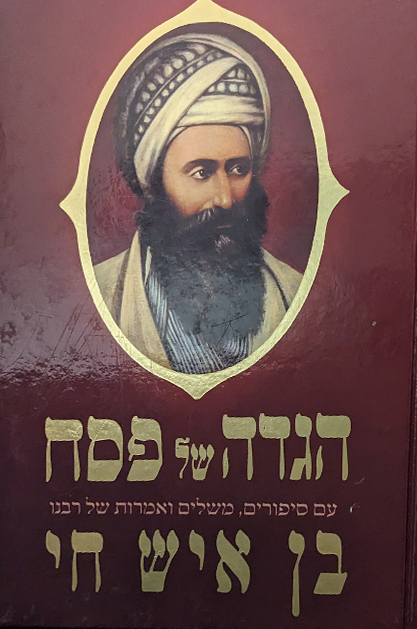 הגדה של פסח
עם סיפורים, משלים ואמרות של רבנו
בן איש חי